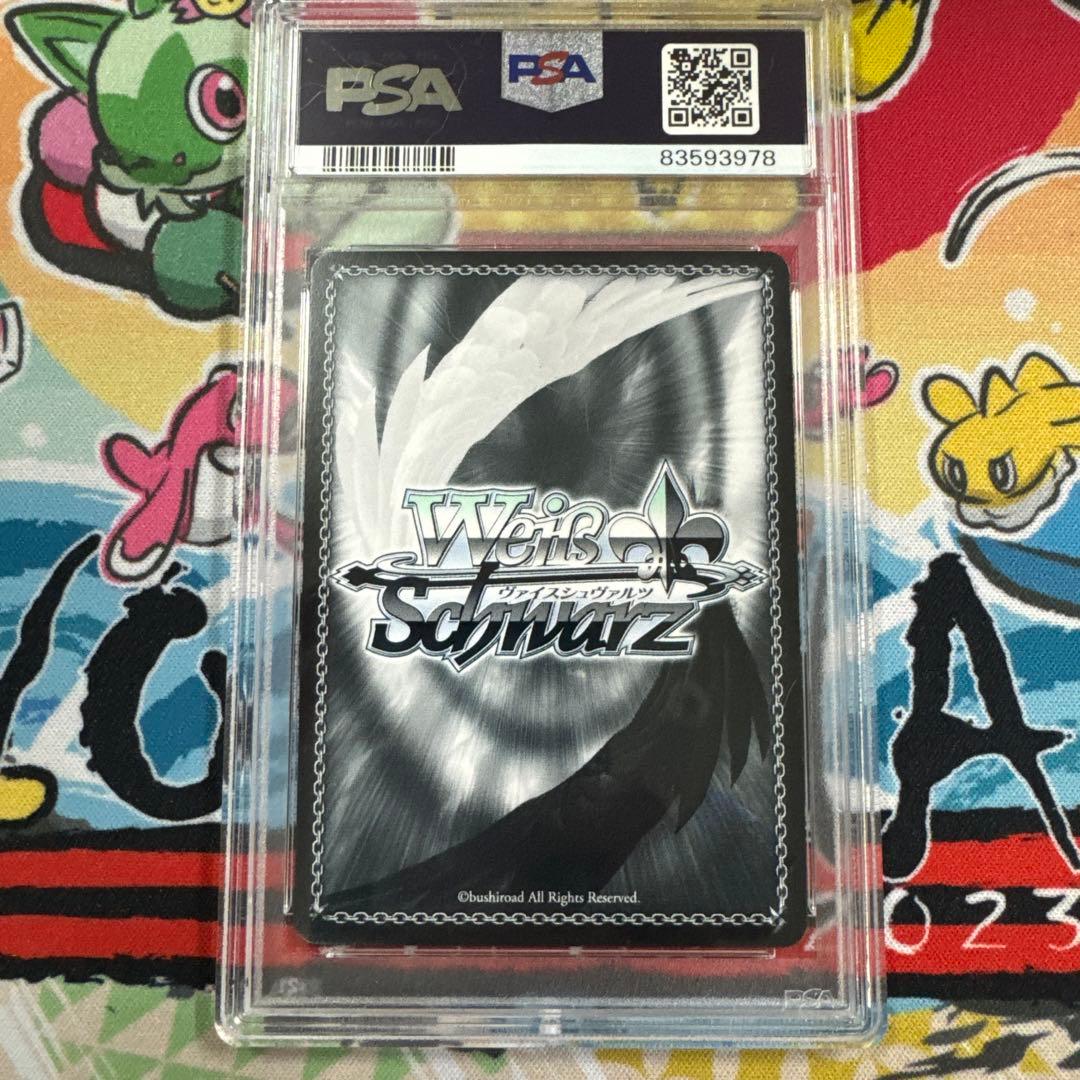 PSA PSA
83593978
Weiß
ヴァイスシュヴァルツ
Schwarz
©bushiroad All Rights Reserved.
A
023
PSA